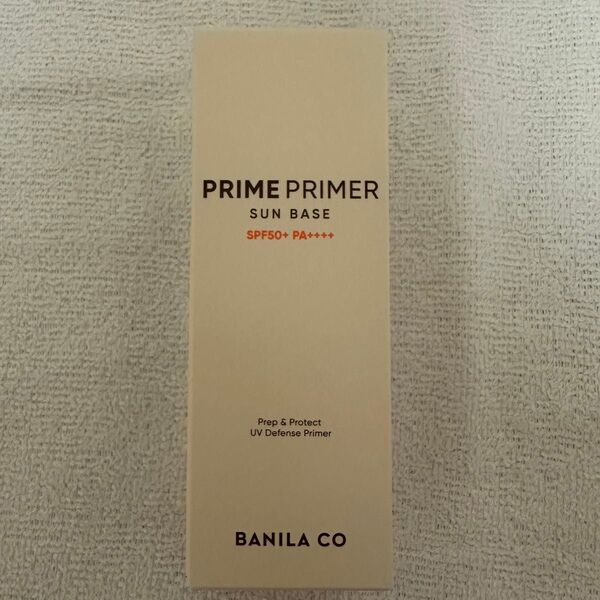 PRIME PRIMER
SUN BASE
SPF50+ PA++++
Prep & Protect
UV Defense Primer
BANILA CO